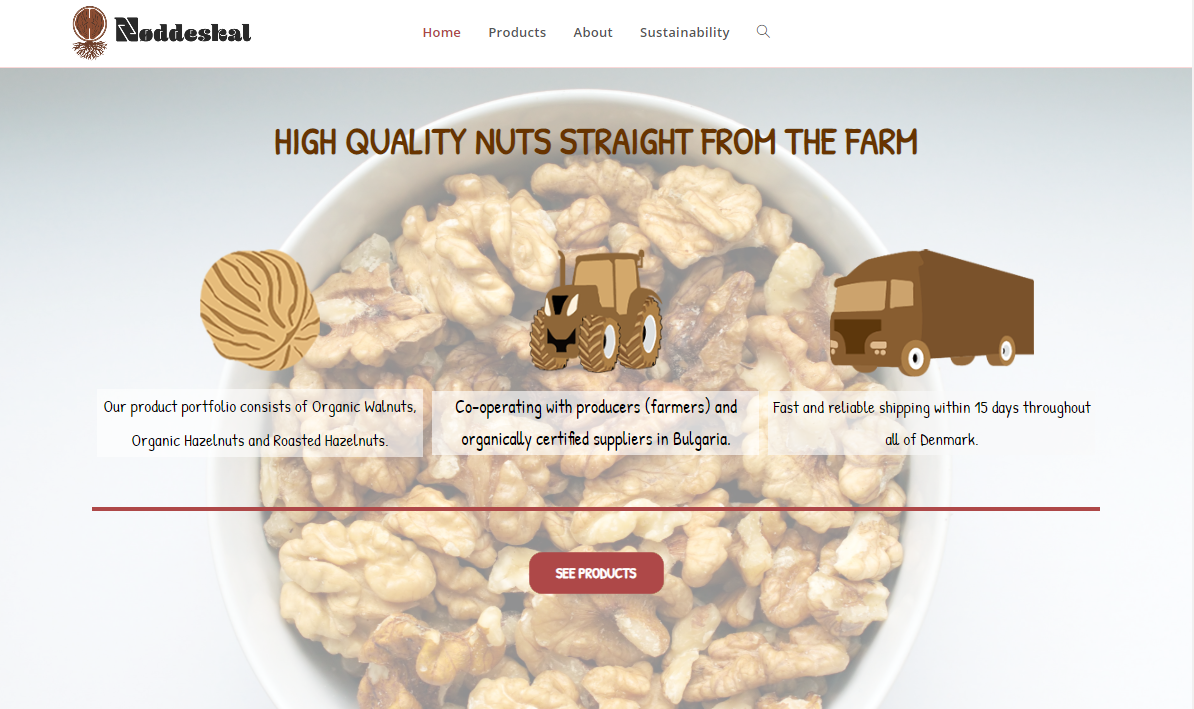 Nøddeskal
Home Products About Sustainability
HIGH QUALITY NUTS STRAIGHT FROM THE FARM
Our product portfolio consists of Organic Walnuts,
Organic Hazelnuts and Roasted Hazelnuts.
Co-operating with producers (farmers) and
organically certified suppliers in Bulgaria.
Fast and reliable shipping within 15 days throughout
all of Denmark.
SEE PRODUCTS